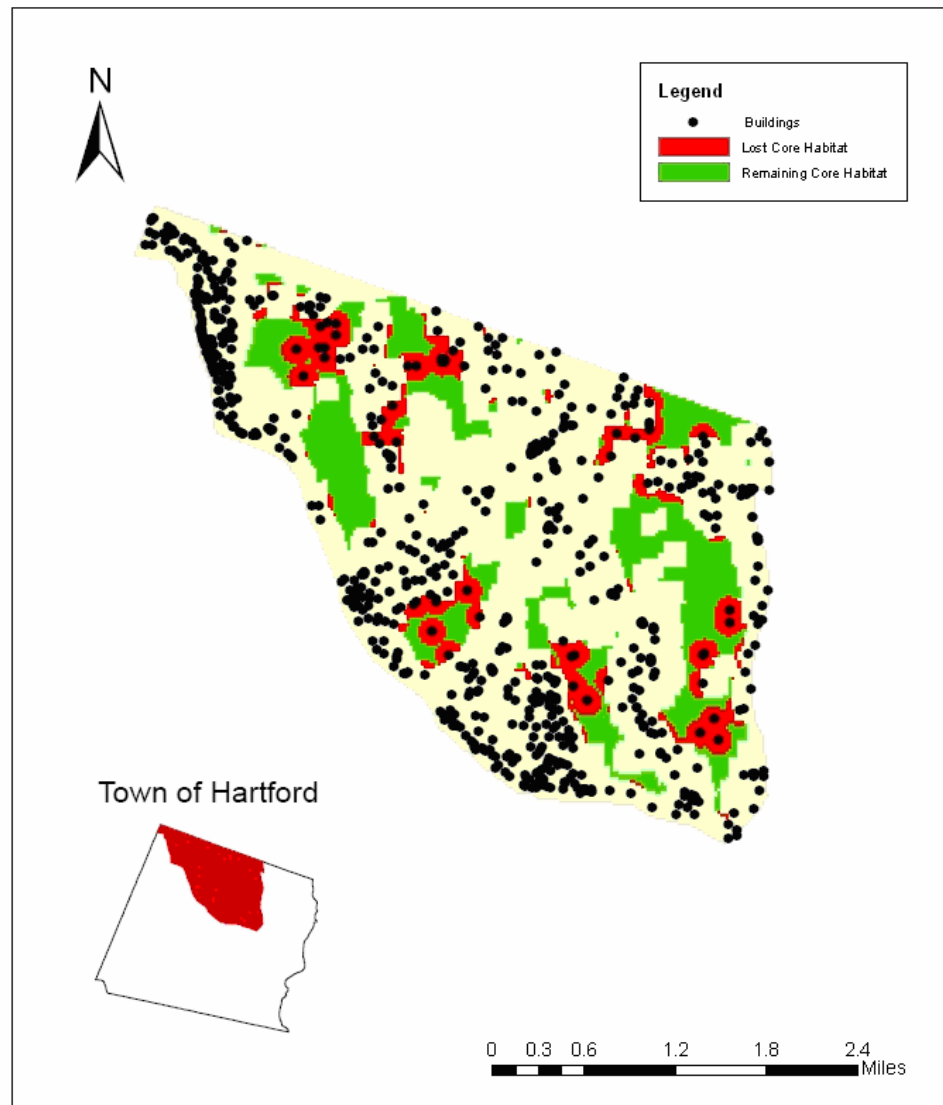 N
Legend
Buildings
Lost Core Habitat
Remaining Core Habitat
Town of Hartford
0 0.3 0.6 1.2 1.8 2.4
Miles